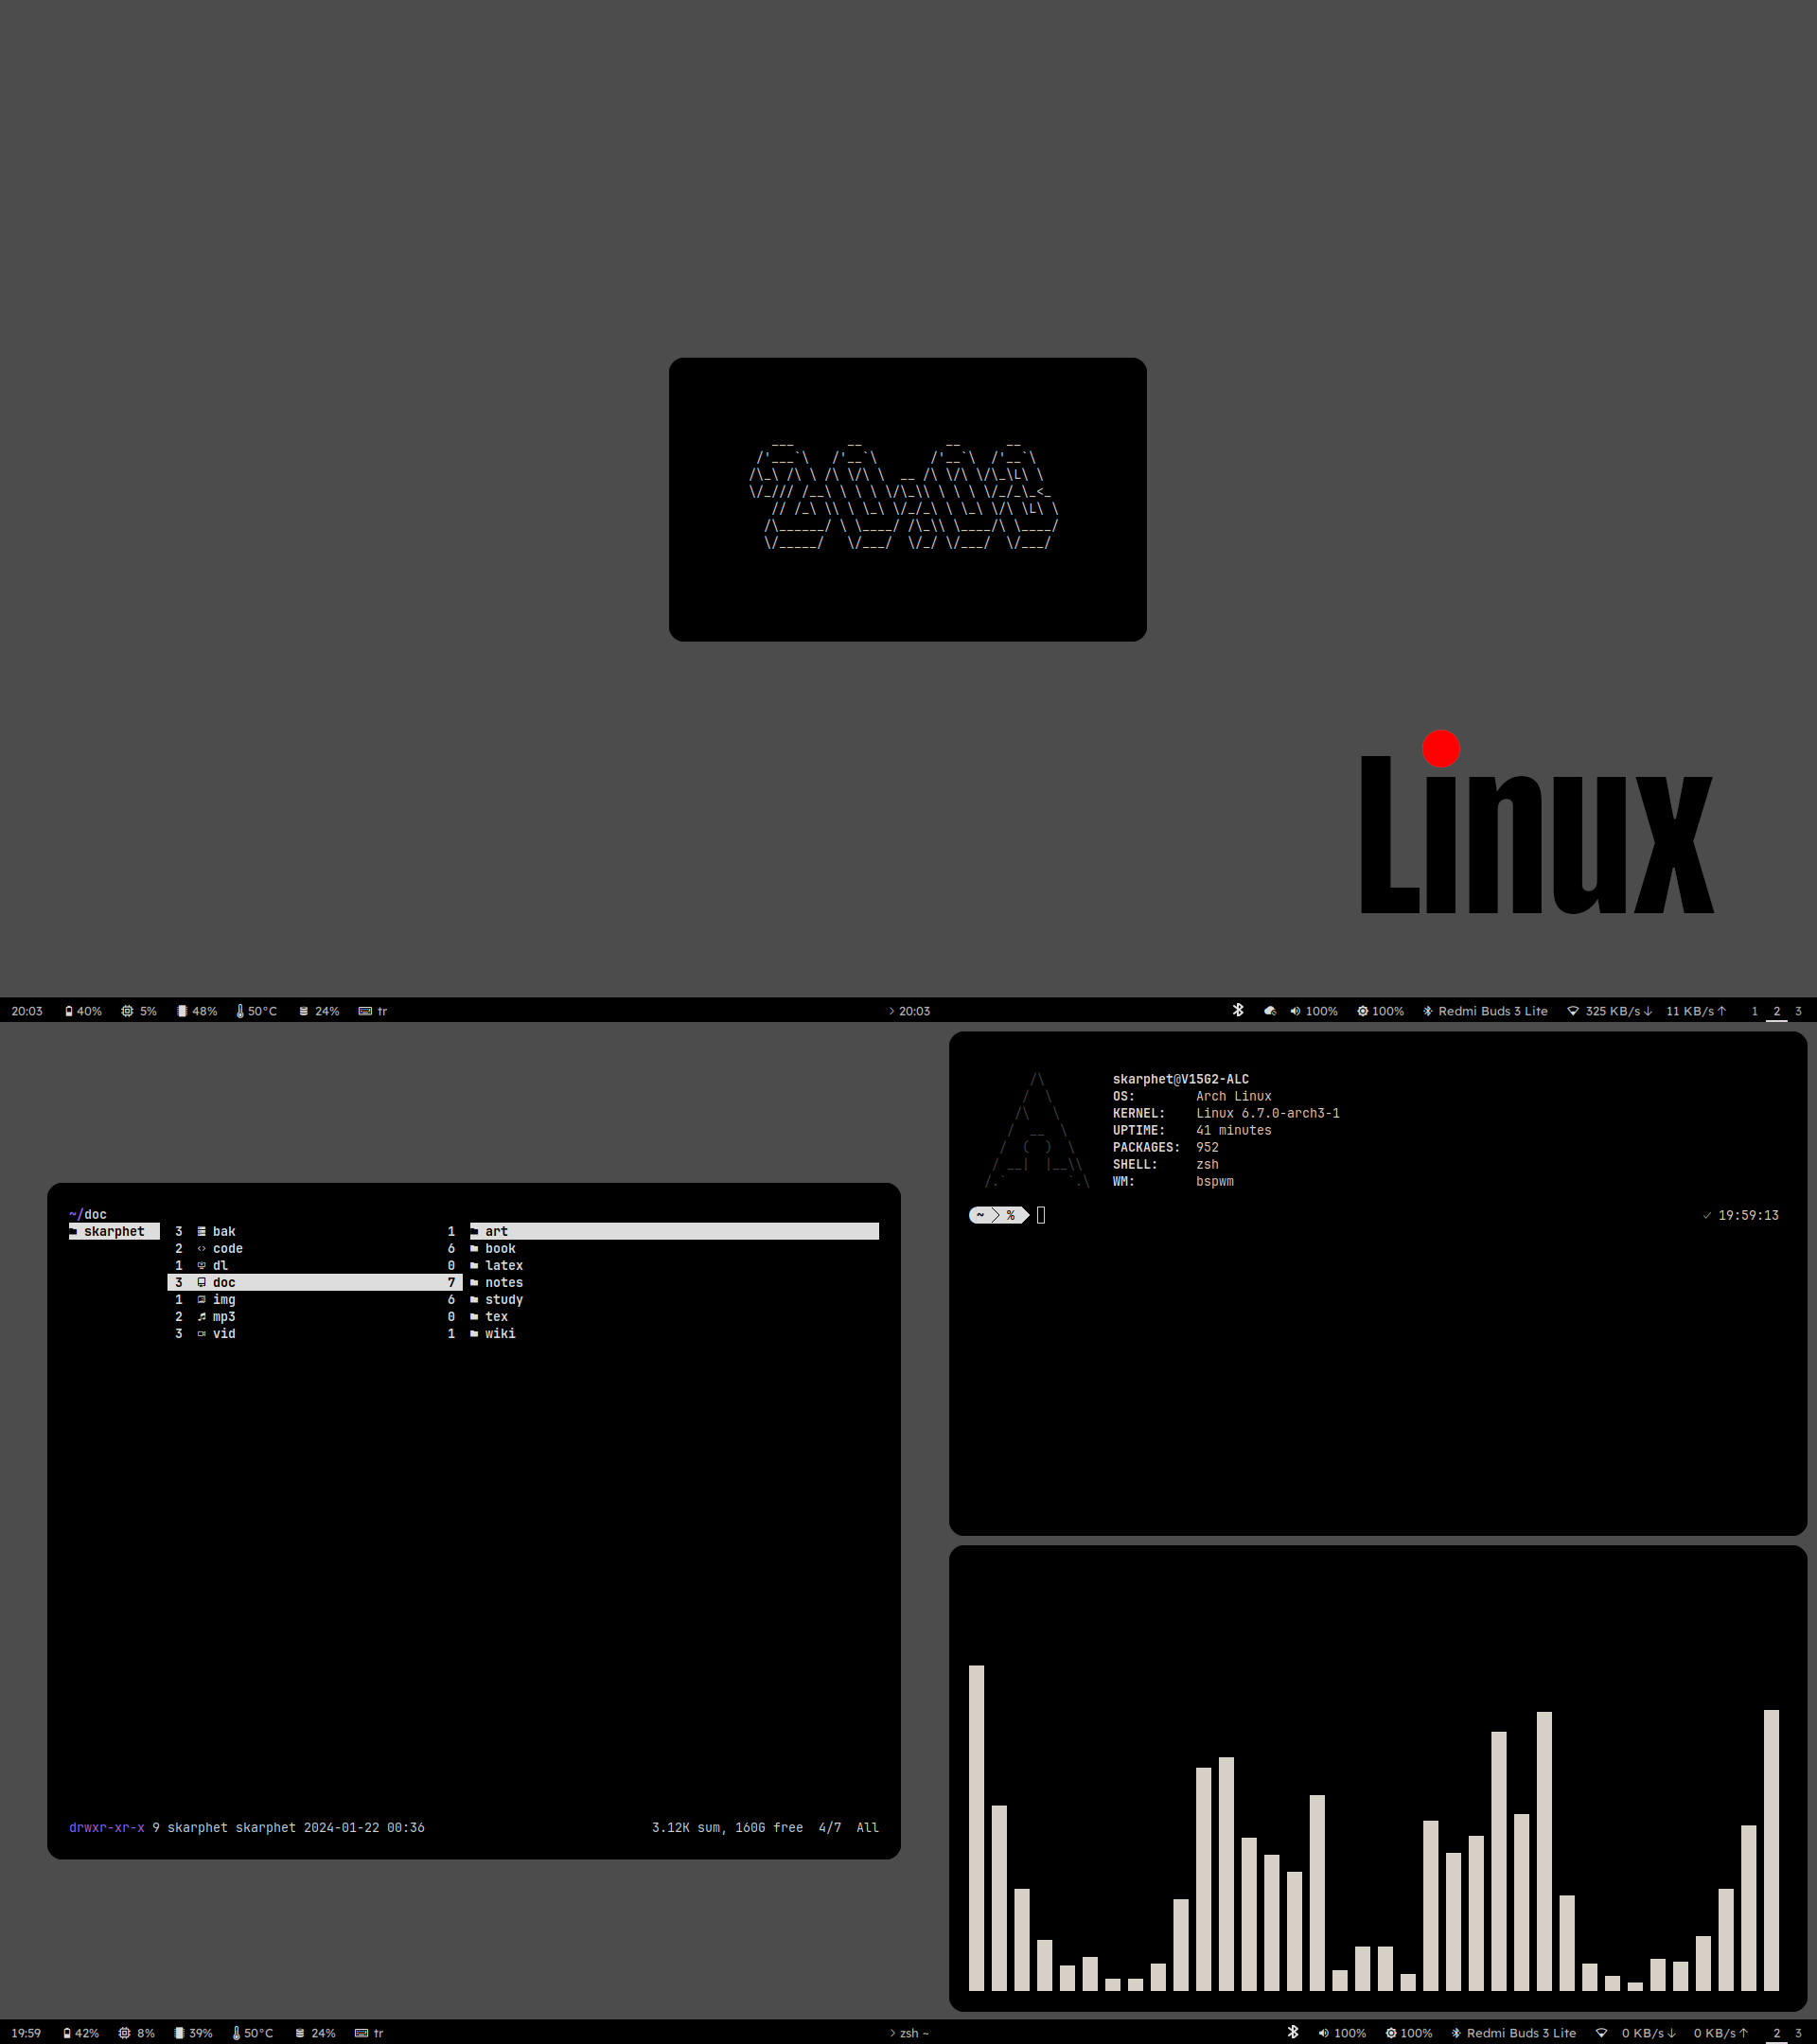 20:03
Linux
20:03 40% 5% 48% 50°C 24% tr
20:03
100% 100% Redmi Buds 3 Lite 325 KB/s↓ 11 KB/s↑ 1 2 3
~/doc
skarphet 3 bak 1 art
2 code 6 book
1 dl 0 latex
3 doc 7 notes
1 img 6 study
2 mp3 0 tex
3 vid 1 wiki
drwxr-xr-x 9 skarphet skarphet 2024-01-22 00:36 3.12K sum, 160G free 4/7 All
skarphet@V15G2-ALC
OS: Arch Linux
KERNEL: Linux 6.7.0-arch3-1
UPTIME: 41 minutes
PACKAGES: 952
SHELL: zsh
WM: bspwm
~ % ✓ 19:59:13
19:59 42% 8% 39% 50°C 24% tr
zsh ~
100% 100% Redmi Buds 3 Lite 0 KB/s↓ 0 KB/s↑ 2 3